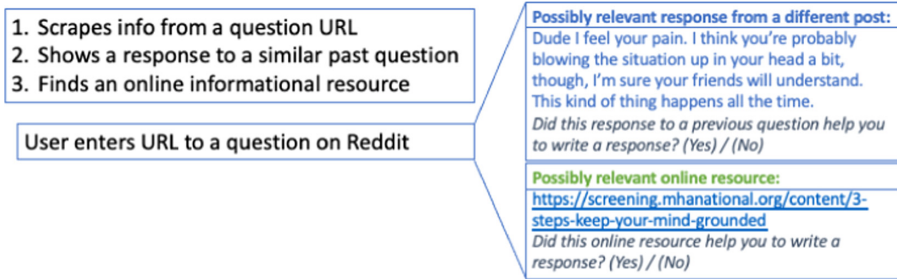 1. Scrapes info from a question URL
2. Shows a response to a similar past question
3. Finds an online informational resource
User enters URL to a question on Reddit
Possibly relevant response from a different post:
Dude I feel your pain. I think you're probably
blowing the situation up in your head a bit,
though, I'm sure your friends will understand.
This kind of thing happens all the time.
Did this response to a previous question help you
to write a response? (Yes) / (No)
Possibly relevant online resource:
https://screening.mhanational.org/content/3-
steps-keep-your-mind-grounded
Did this online resource help you to write a
response? (Yes) / (No)